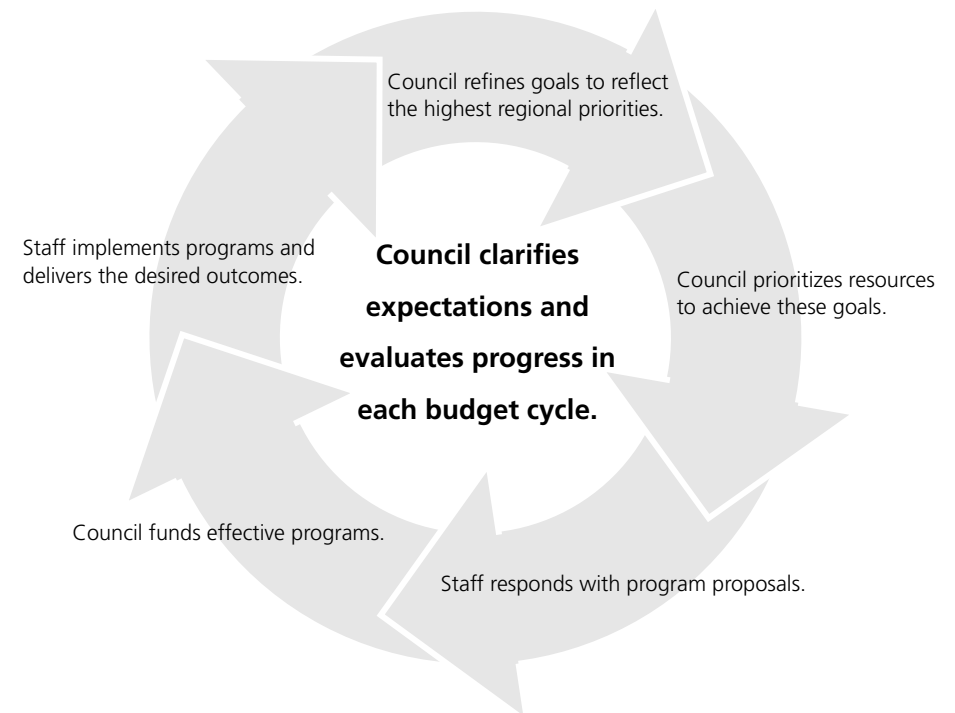 Council refines goals to reflect
the highest regional priorities.
Council prioritizes resources
to achieve these goals.
Staff responds with program proposals.
Council funds effective programs.
Staff implements programs and
delivers the desired outcomes.
Council clarifies
expectations and
evaluates progress in
each budget cycle.